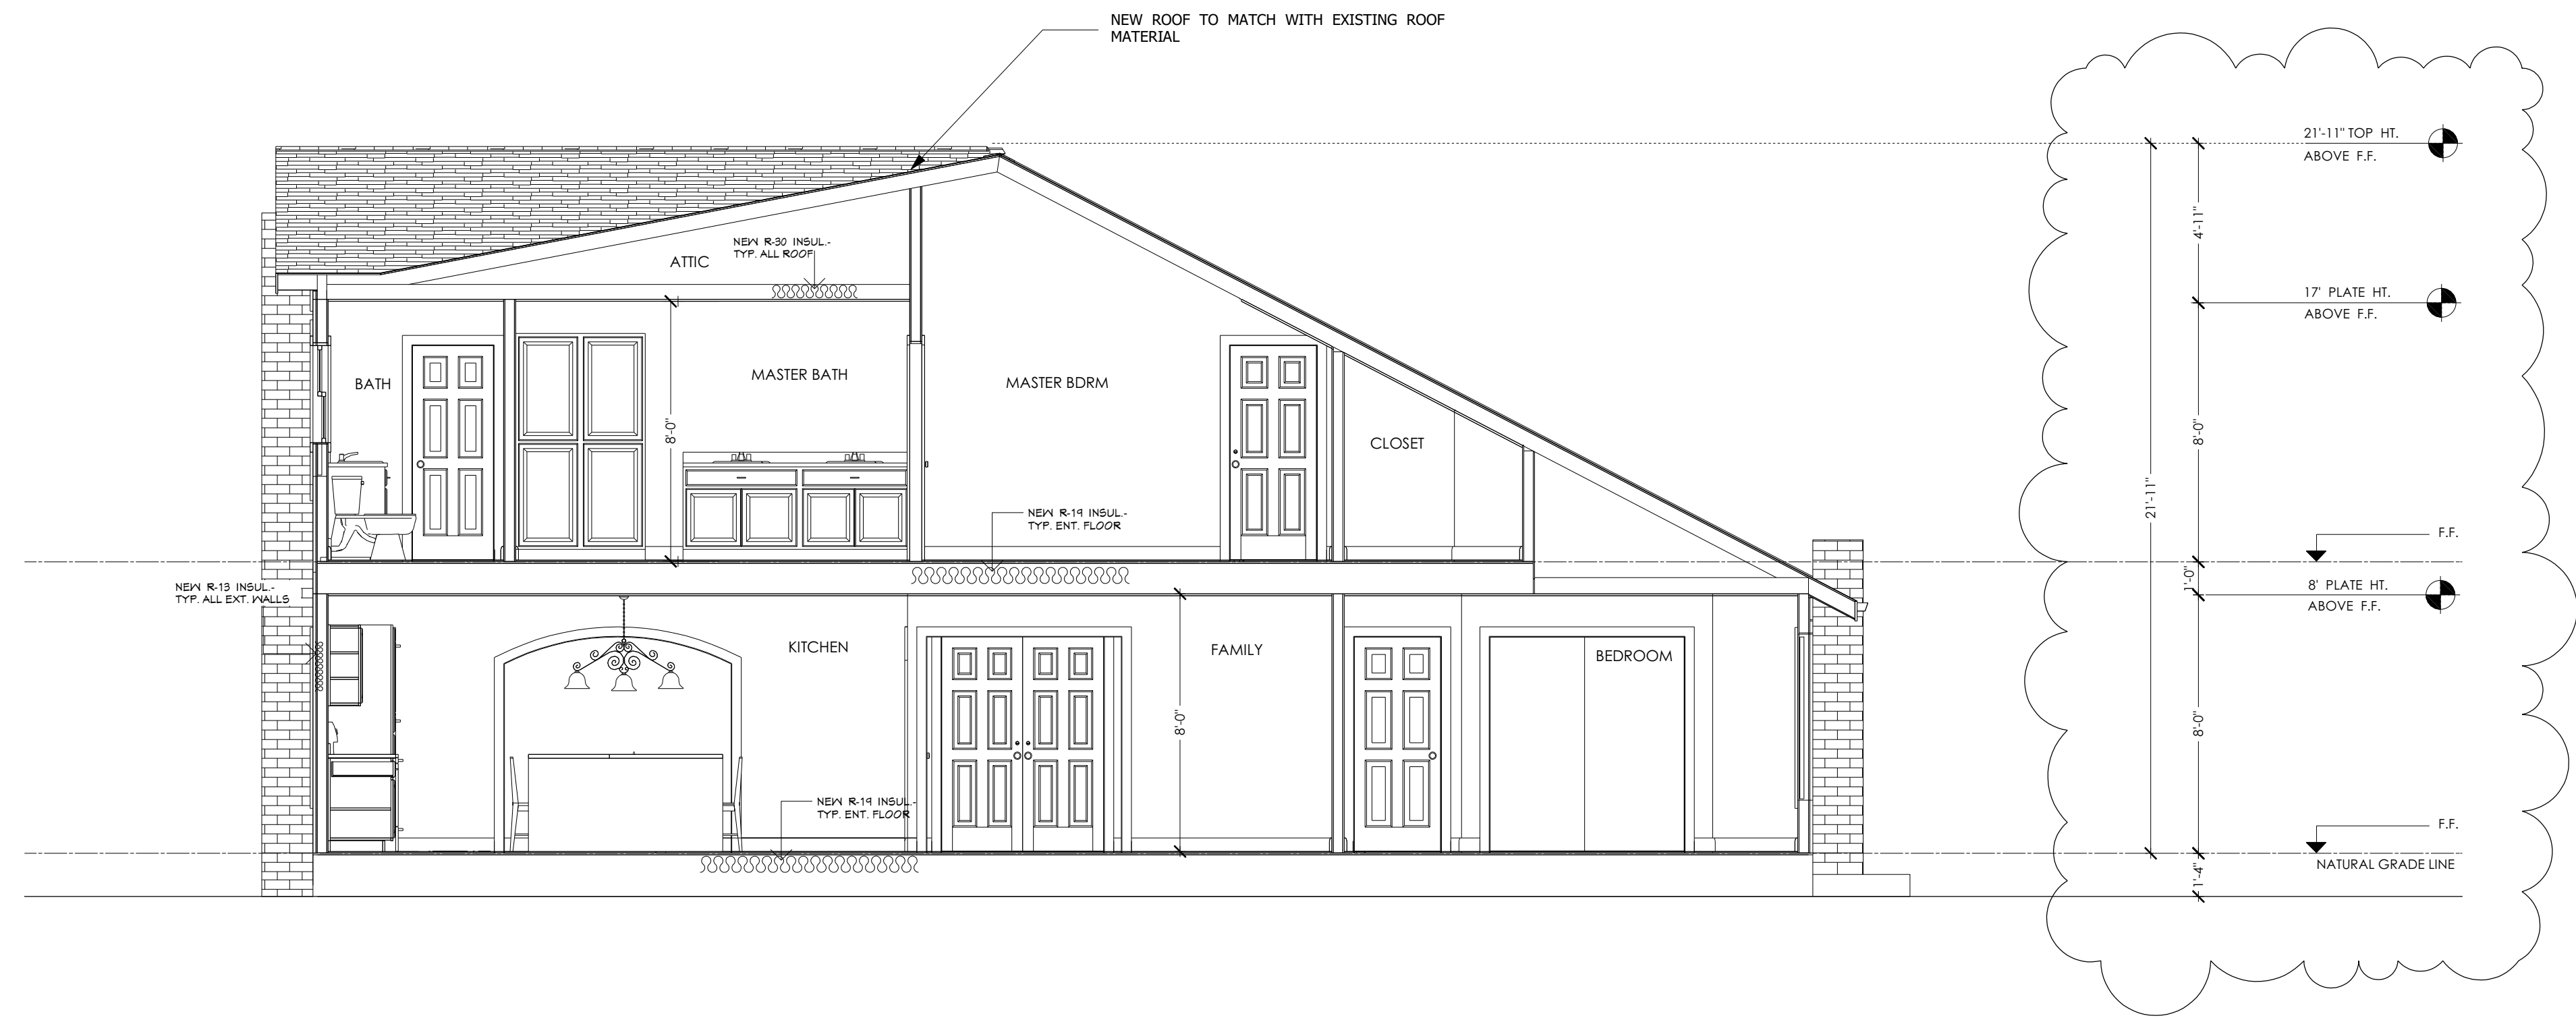 NEW ROOF TO MATCH WITH EXISTING ROOF
MATERIAL
21'-11" TOP HT.
ABOVE F.F.
4'-11"
NEW R-30 INSUL.-
TYP. ALL ROOF
ATTIC
17' PLATE HT.
ABOVE F.F.
BATH
MASTER BATH
MASTER BDRM
8'-0"
CLOSET
8'-0"
21'-11"
NEW R-19 INSUL.-
TYP. ENT. FLOOR
F.F.
1'-0"
8' PLATE HT.
ABOVE F.F.
NEW R-13 INSUL.-
TYP. ALL EXT. WALLS
KITCHEN
FAMILY
BEDROOM
8'-0"
8'-0"
NEW R-19 INSUL.-
TYP. ENT. FLOOR
F.F.
NATURAL GRADE LINE
1'-4"